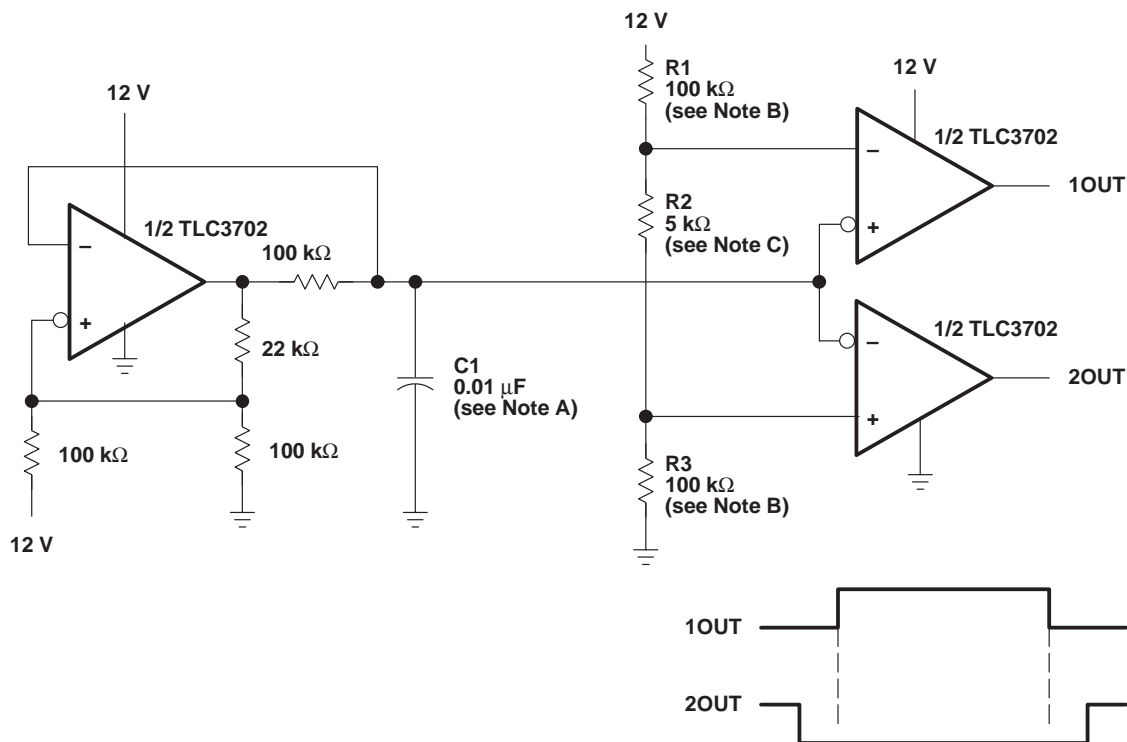 12 V
12 V
R1
100 kΩ
(see Note B)
12 V
1/2 TLC3702
−
+
1OUT
1/2 TLC3702
−
+
100 kΩ
22 kΩ
R2
5 kΩ
(see Note C)
C1
0.01 μF
(see Note A)
1/2 TLC3702
−
+
2OUT
100 kΩ
100 kΩ
12 V
R3
100 kΩ
(see Note B)
1OUT
2OUT